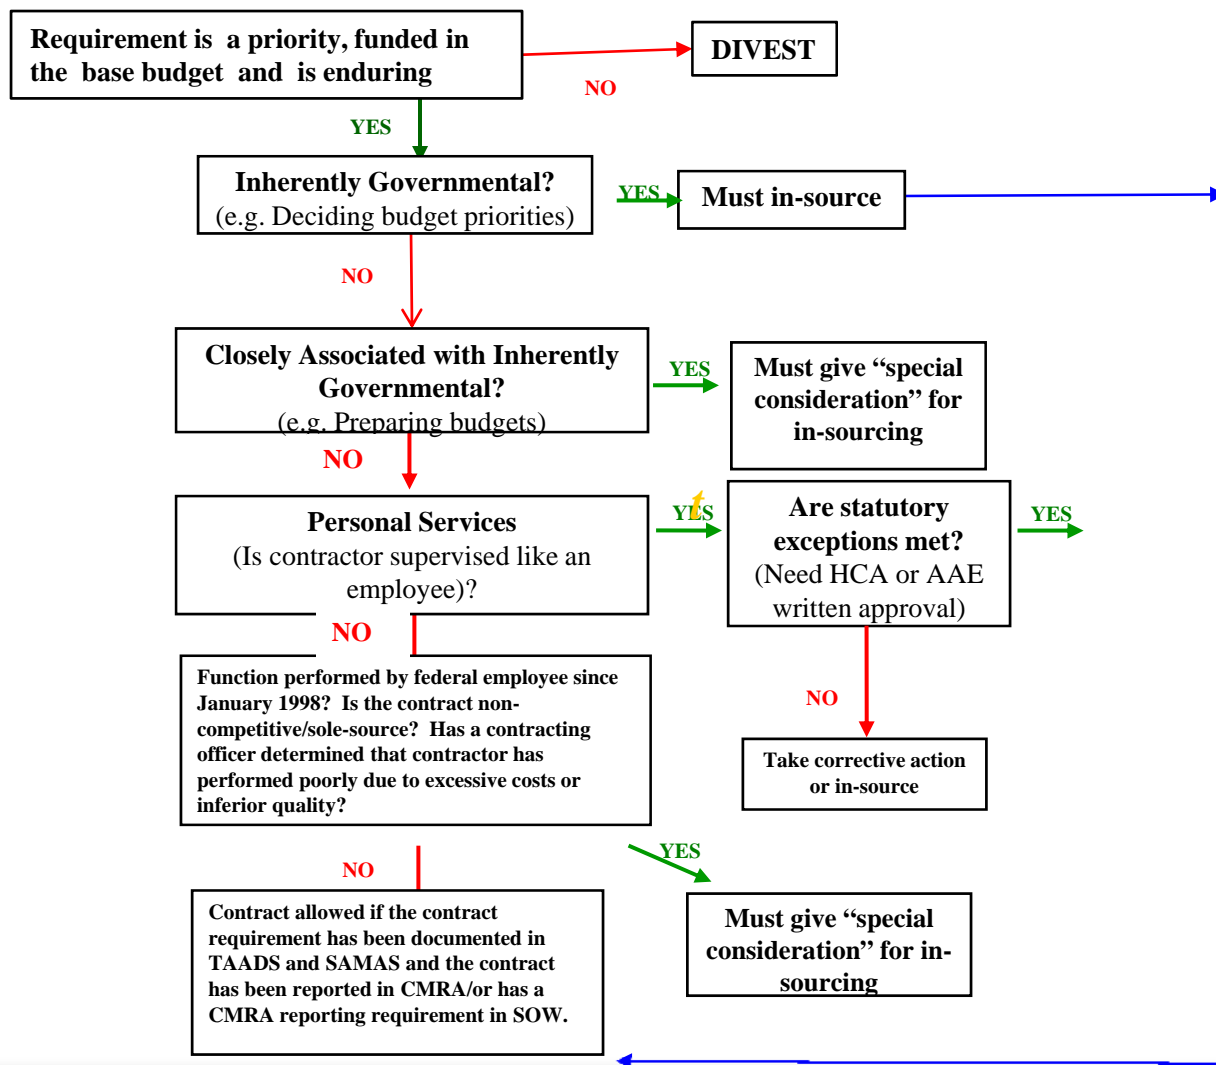 Requirement is a priority, funded in
the base budget and is enduring
DIVEST
NO
YES
Inherently Governmental?
(e.g. Deciding budget priorities)
YES
Must in-source
NO
Closely Associated with Inherently
Governmental?
(e.g. Preparing budgets)
YES
Must give “special
consideration” for
in-sourcing
NO
Personal Services
(Is contractor supervised like an
employee)?
YES
t
Are statutory
exceptions met?
(Need HCA or AAE
written approval)
YES
NO
Function performed by federal employee since
January 1998? Is the contract non-
competitive/sole-source? Has a contracting
officer determined that contractor has
performed poorly due to excessive costs or
inferior quality?
NO
Take corrective action
or in-source
YES
NO
Contract allowed if the contract
requirement has been documented in
TAADS and SAMAS and the contract
has been reported in CMRA/or has a
CMRA reporting requirement in SOW.
Must give “special
consideration” for in-
sourcing